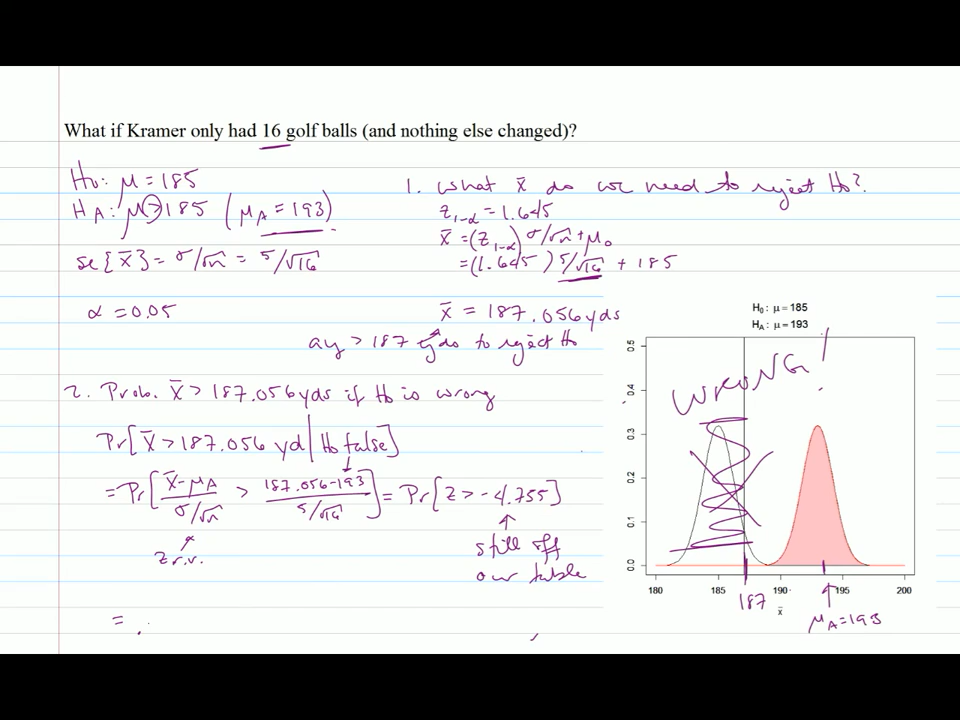 What if Kramer only had 16 golf balls (and nothing else changed)?
H₀: μ = 185
H A: μ > 185 (μA = 193)
se{x̄} = σ/√n = 5/√16
α = 0.05
1. What x̄ do we need to reject H₀?
z₁₋α = 1.645
x̄ = (z₁₋α) σ/√n + μ₀
= (1.645) 5/√16 + 185
x̄ = 187.056 yds
avg > 187 yds to reject H₀
2. Prob. x̄ > 187.056 yds if H₀ is wrong
Pr[x̄ > 187.056 yd | H₀ false]
= Pr[ (x̄ - μA)/(σ/√n) > (187.056 - 193)/(5/√16) ] = Pr[z > -4.755]
z r.v.
still off
our table
=
H₀ : μ = 185
H A : μ = 193
WRONG!
0.5
0.4
0.3
0.2
0.1
0.0
180 185 190 195 200
x̄
187
μA = 193